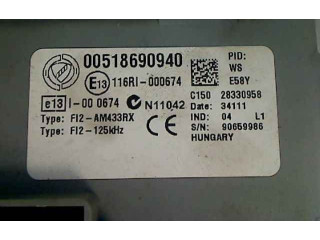 00518690940
PID:
WS
E58Y
E13 116RI-000674
e13 I-00 0674
N11042
C150 28330958
Date: 34111
Type: FI2-AM433RX
IND: 04 L1
Type: FI2-125kHz
S/N: 90659986
HUNGARY